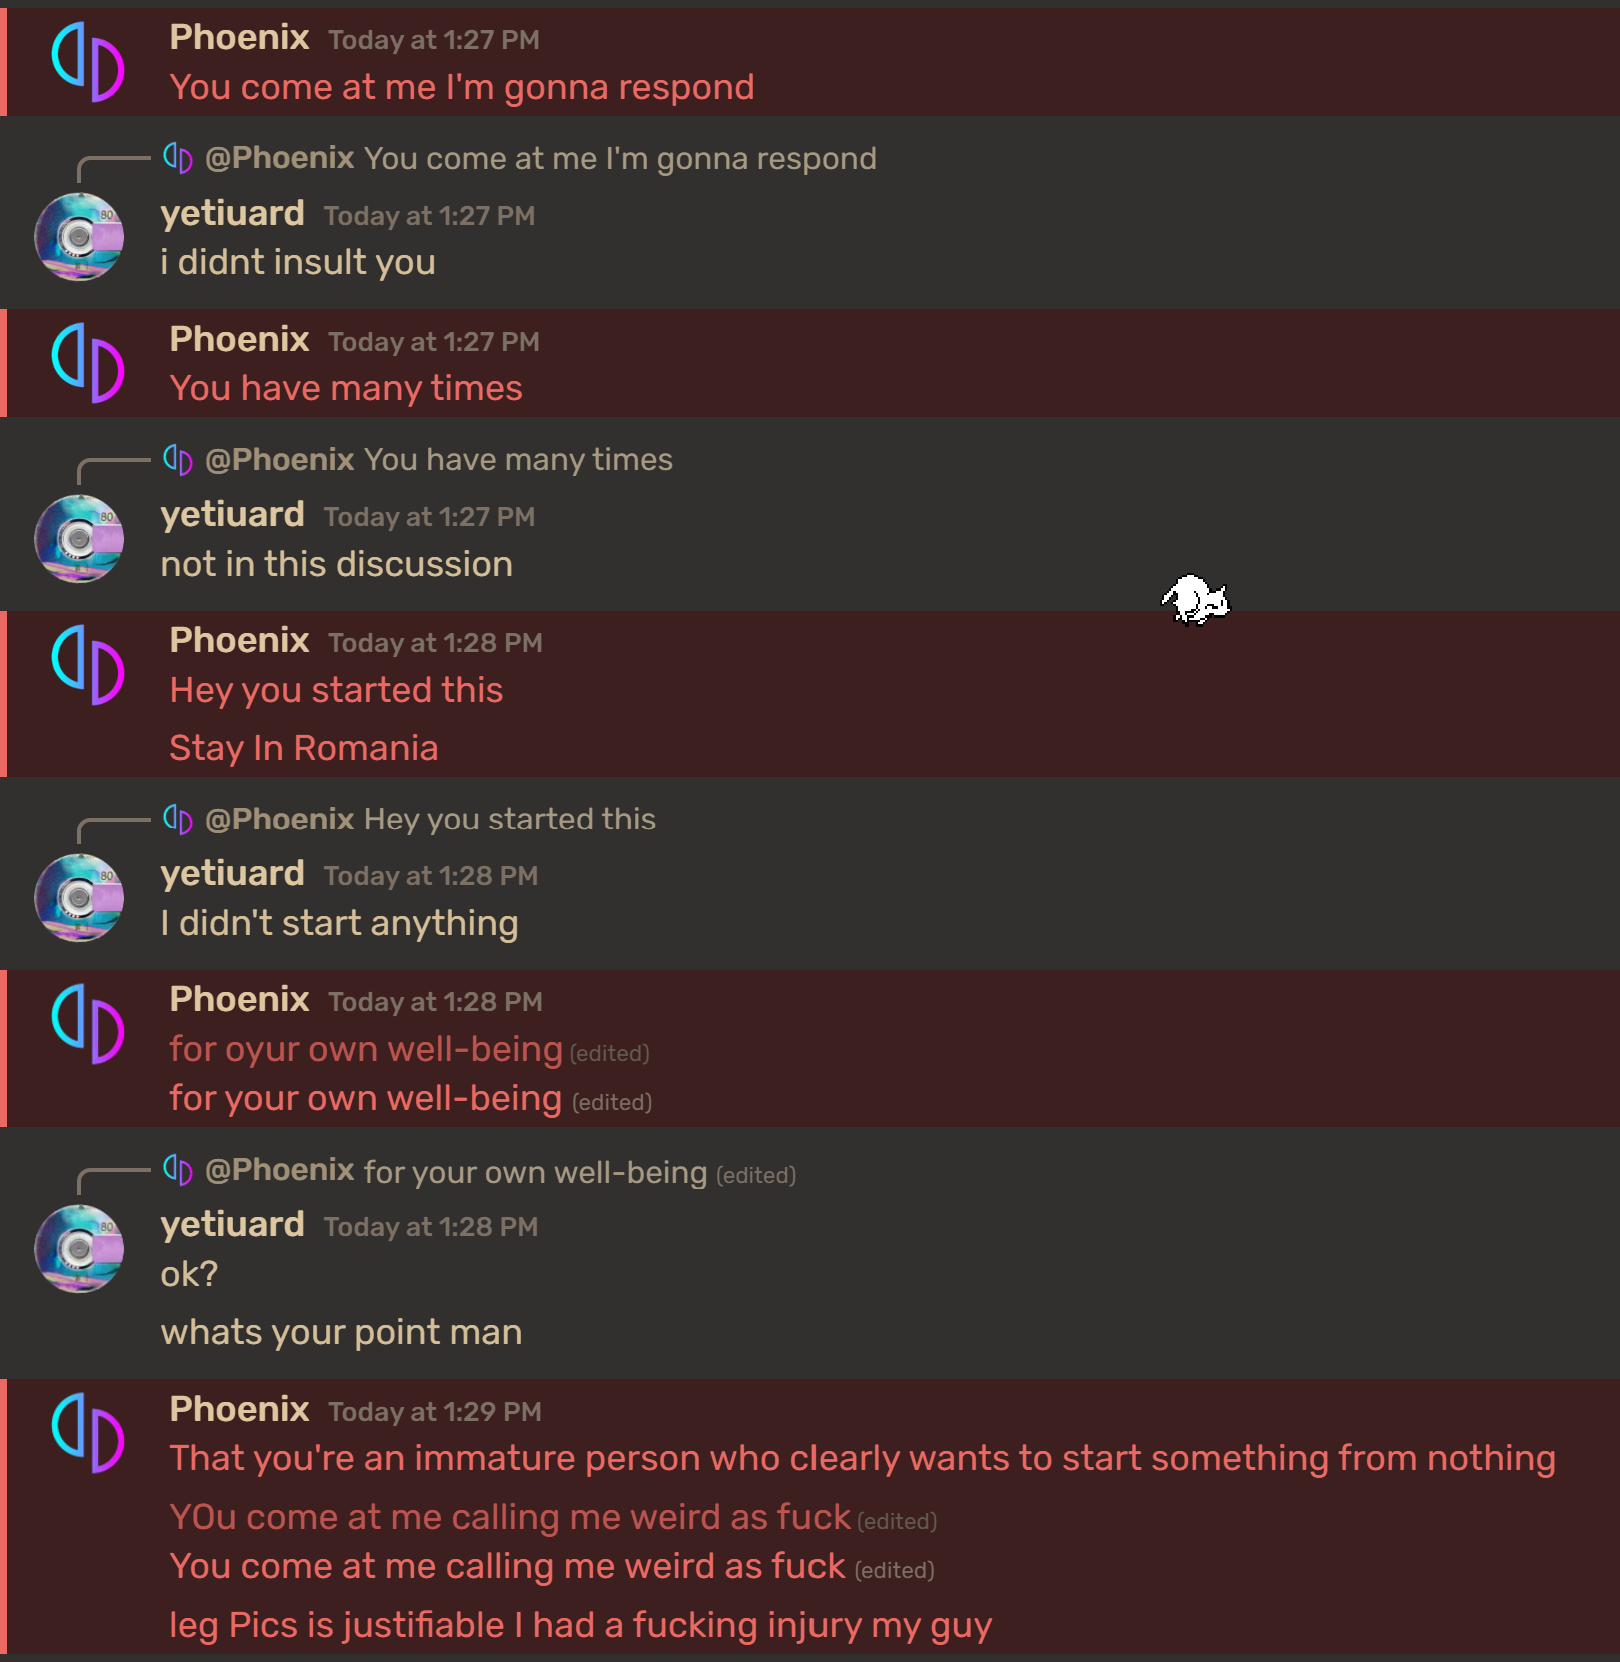 Phoenix Today at 1:27 PM
You come at me I'm gonna respond
@Phoenix You come at me I'm gonna respond
yetiuard Today at 1:27 PM
i didnt insult you
Phoenix Today at 1:27 PM
You have many times
@Phoenix You have many times
yetiuard Today at 1:27 PM
not in this discussion
Phoenix Today at 1:28 PM
Hey you started this
Stay In Romania
@Phoenix Hey you started this
yetiuard Today at 1:28 PM
I didn't start anything
Phoenix Today at 1:28 PM
for oyur own well-being (edited)
for your own well-being (edited)
@Phoenix for your own well-being (edited)
yetiuard Today at 1:28 PM
ok?
whats your point man
Phoenix Today at 1:29 PM
That you're an immature person who clearly wants to start something from nothing
YOu come at me calling me weird as fuck (edited)
You come at me calling me weird as fuck (edited)
leg Pics is justifiable I had a fucking injury my guy